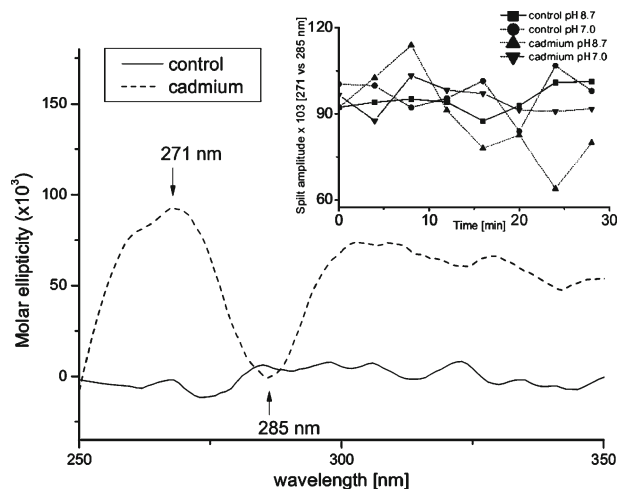 control
cadmium
271 nm
285 nm
Molar ellipticity (x10³)
150
100
50
0
250
300
350
wavelength [nm]
control pH 8.7
control pH 7.0
cadmium pH 8.7
cadmium pH 7.0
Split amplitude x 103 [271 vs 285 nm]
120
90
60
0
10
20
30
Time [min]